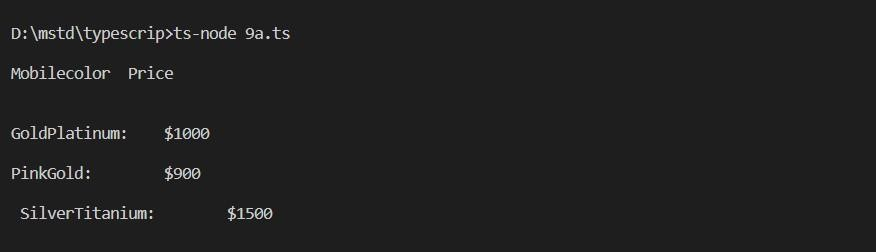 D:\mstd\typescrip>ts-node 9a.ts
Mobilecolor  Price
GoldPlatinum:    $1000
PinkGold:        $900
 SilverTitanium:        $1500